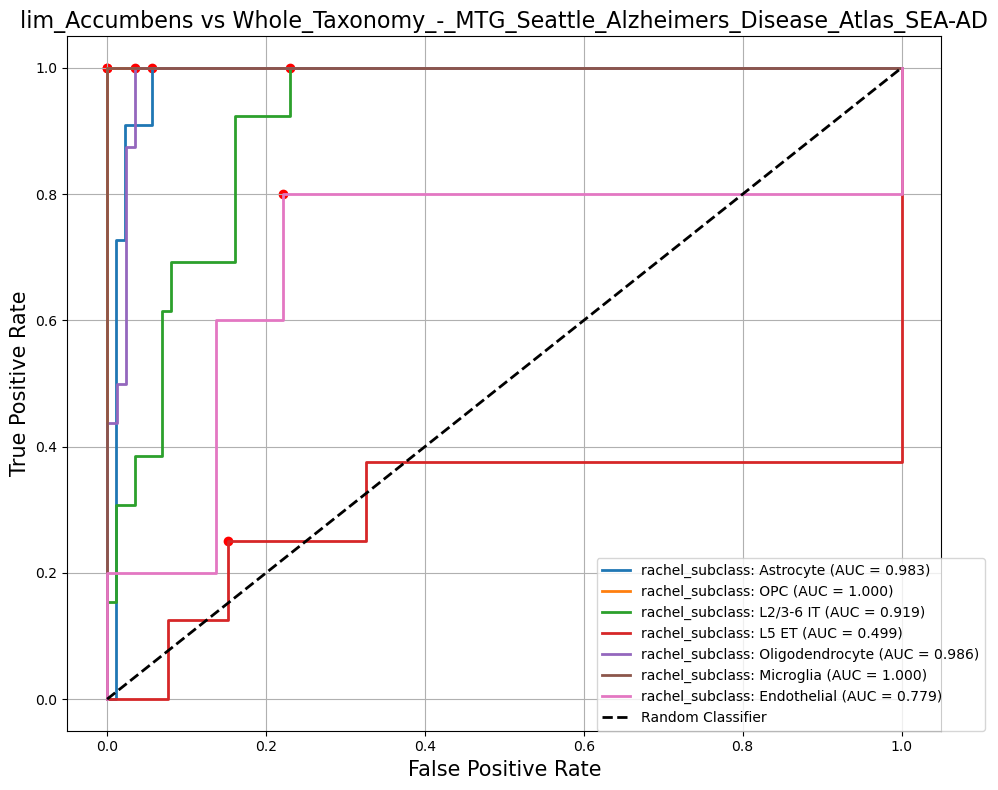 lim_Accumbens vs Whole_Taxonomy_-_MTG_Seattle_Alzheimers_Disease_Atlas_SEA-AD
True Positive Rate
1.0
0.8
0.6
0.4
0.2
0.0
rachel_subclass: Astrocyte (AUC = 0.983)
rachel_subclass: OPC (AUC = 1.000)
rachel_subclass: L2/3-6 IT (AUC = 0.919)
rachel_subclass: L5 ET (AUC = 0.499)
rachel_subclass: Oligodendrocyte (AUC = 0.986)
rachel_subclass: Microglia (AUC = 1.000)
rachel_subclass: Endothelial (AUC = 0.779)
Random Classifier
0.0 0.2 0.4 0.6 0.8 1.0
False Positive Rate